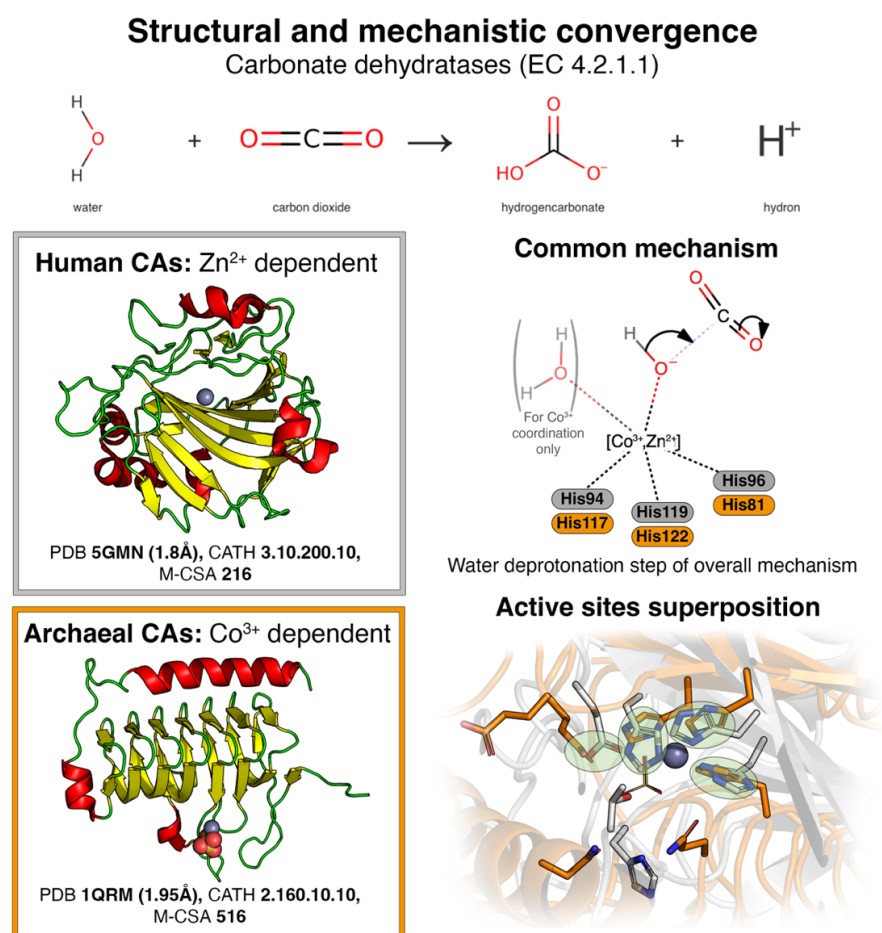 Structural and mechanistic convergence
Carbonate dehydratases (EC 4.2.1.1)
H
O
H
+
O=C=O
O
HO
O⁻
+
H⁺
water
carbon dioxide
hydrogencarbonate
hydron
Human CAs: Zn²⁺ dependent
PDB 5GMN (1.8Å), CATH 3.10.200.10,
M-CSA 216
Common mechanism
O
C
O
H
O⁻
H
O
H
For Co³⁺
coordination
only
[Co³⁺,Zn²⁺]
His94
His117
His119
His122
His96
His81
Water deprotonation step of overall mechanism
Archaeal CAs: Co³⁺ dependent
PDB 1QRM (1.95Å), CATH 2.160.10.10,
M-CSA 516
Active sites superposition